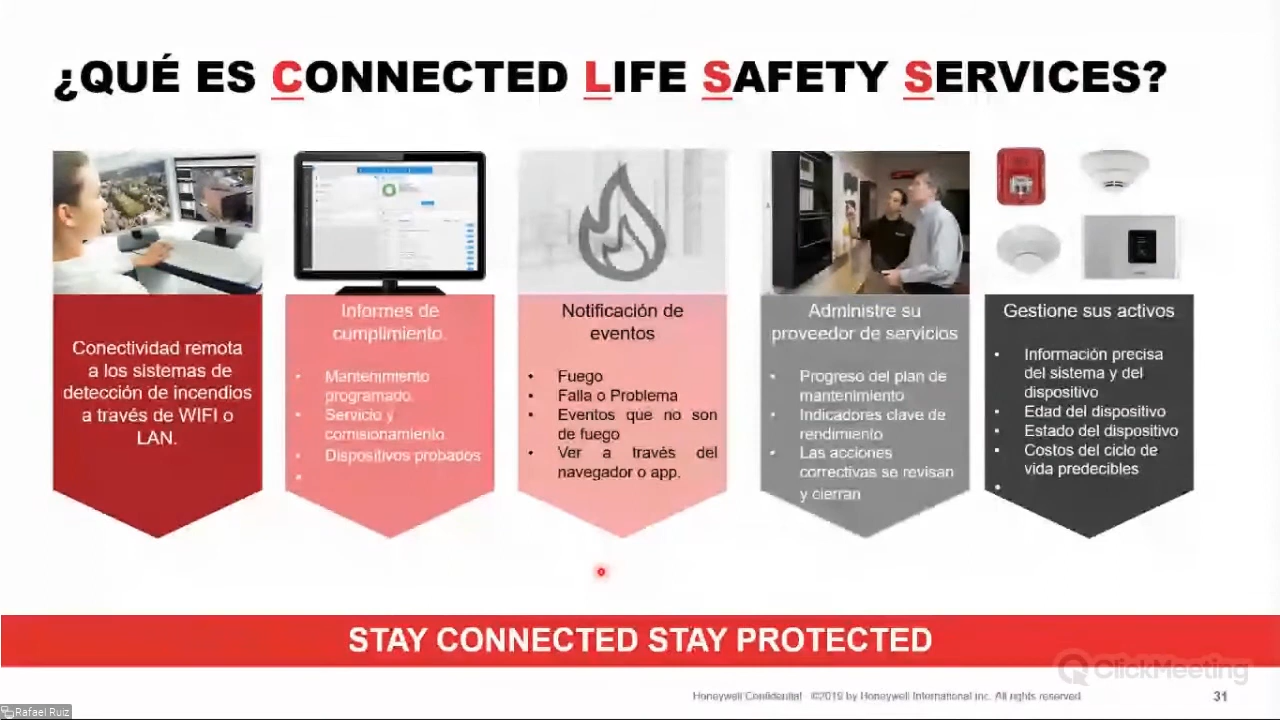 ¿QUÉ ES CONNECTED LIFE SAFETY SERVICES?
Conectividad remota
a los sistemas de
detección de incendios
a través de WIFI o
LAN.
Informes de
cumplimiento.
• Mantenimiento
programado.
• Servicio y
comisionamiento.
• Dispositivos probados
•
Notificación de
eventos
• Fuego
• Falla o Problema
• Eventos que no son
de fuego
• Ver a través del
navegador o app.
Administre su
proveedor de servicios
• Progreso del plan de
mantenimiento
• Indicadores clave de
rendimiento
• Las acciones
correctivas se revisan
y cierran
Gestione sus activos
• Información precisa
del sistema y del
dispositivo
• Edad del dispositivo
• Estado del dispositivo
• Costos del ciclo de
vida predecibles
•
STAY CONNECTED STAY PROTECTED
ClickMeeting
Honeywell Confidential - ©2019 by Honeywell International Inc. All rights reserved.
31
Rafael Ruiz